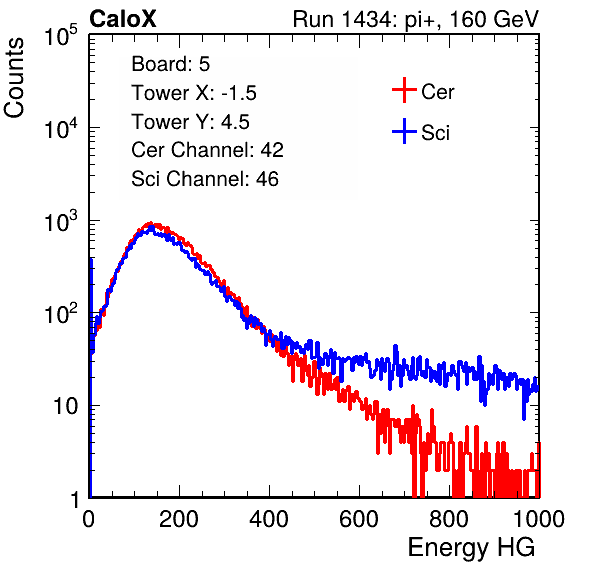 CaloX Run 1434: pi+, 160 GeV
Board: 5
Tower X: -1.5
Tower Y: 4.5
Cer Channel: 42
Sci Channel: 46
Cer
Sci
Counts
10^5
10^4
10^3
10^2
10
1
0 200 400 600 800 1000
Energy HG